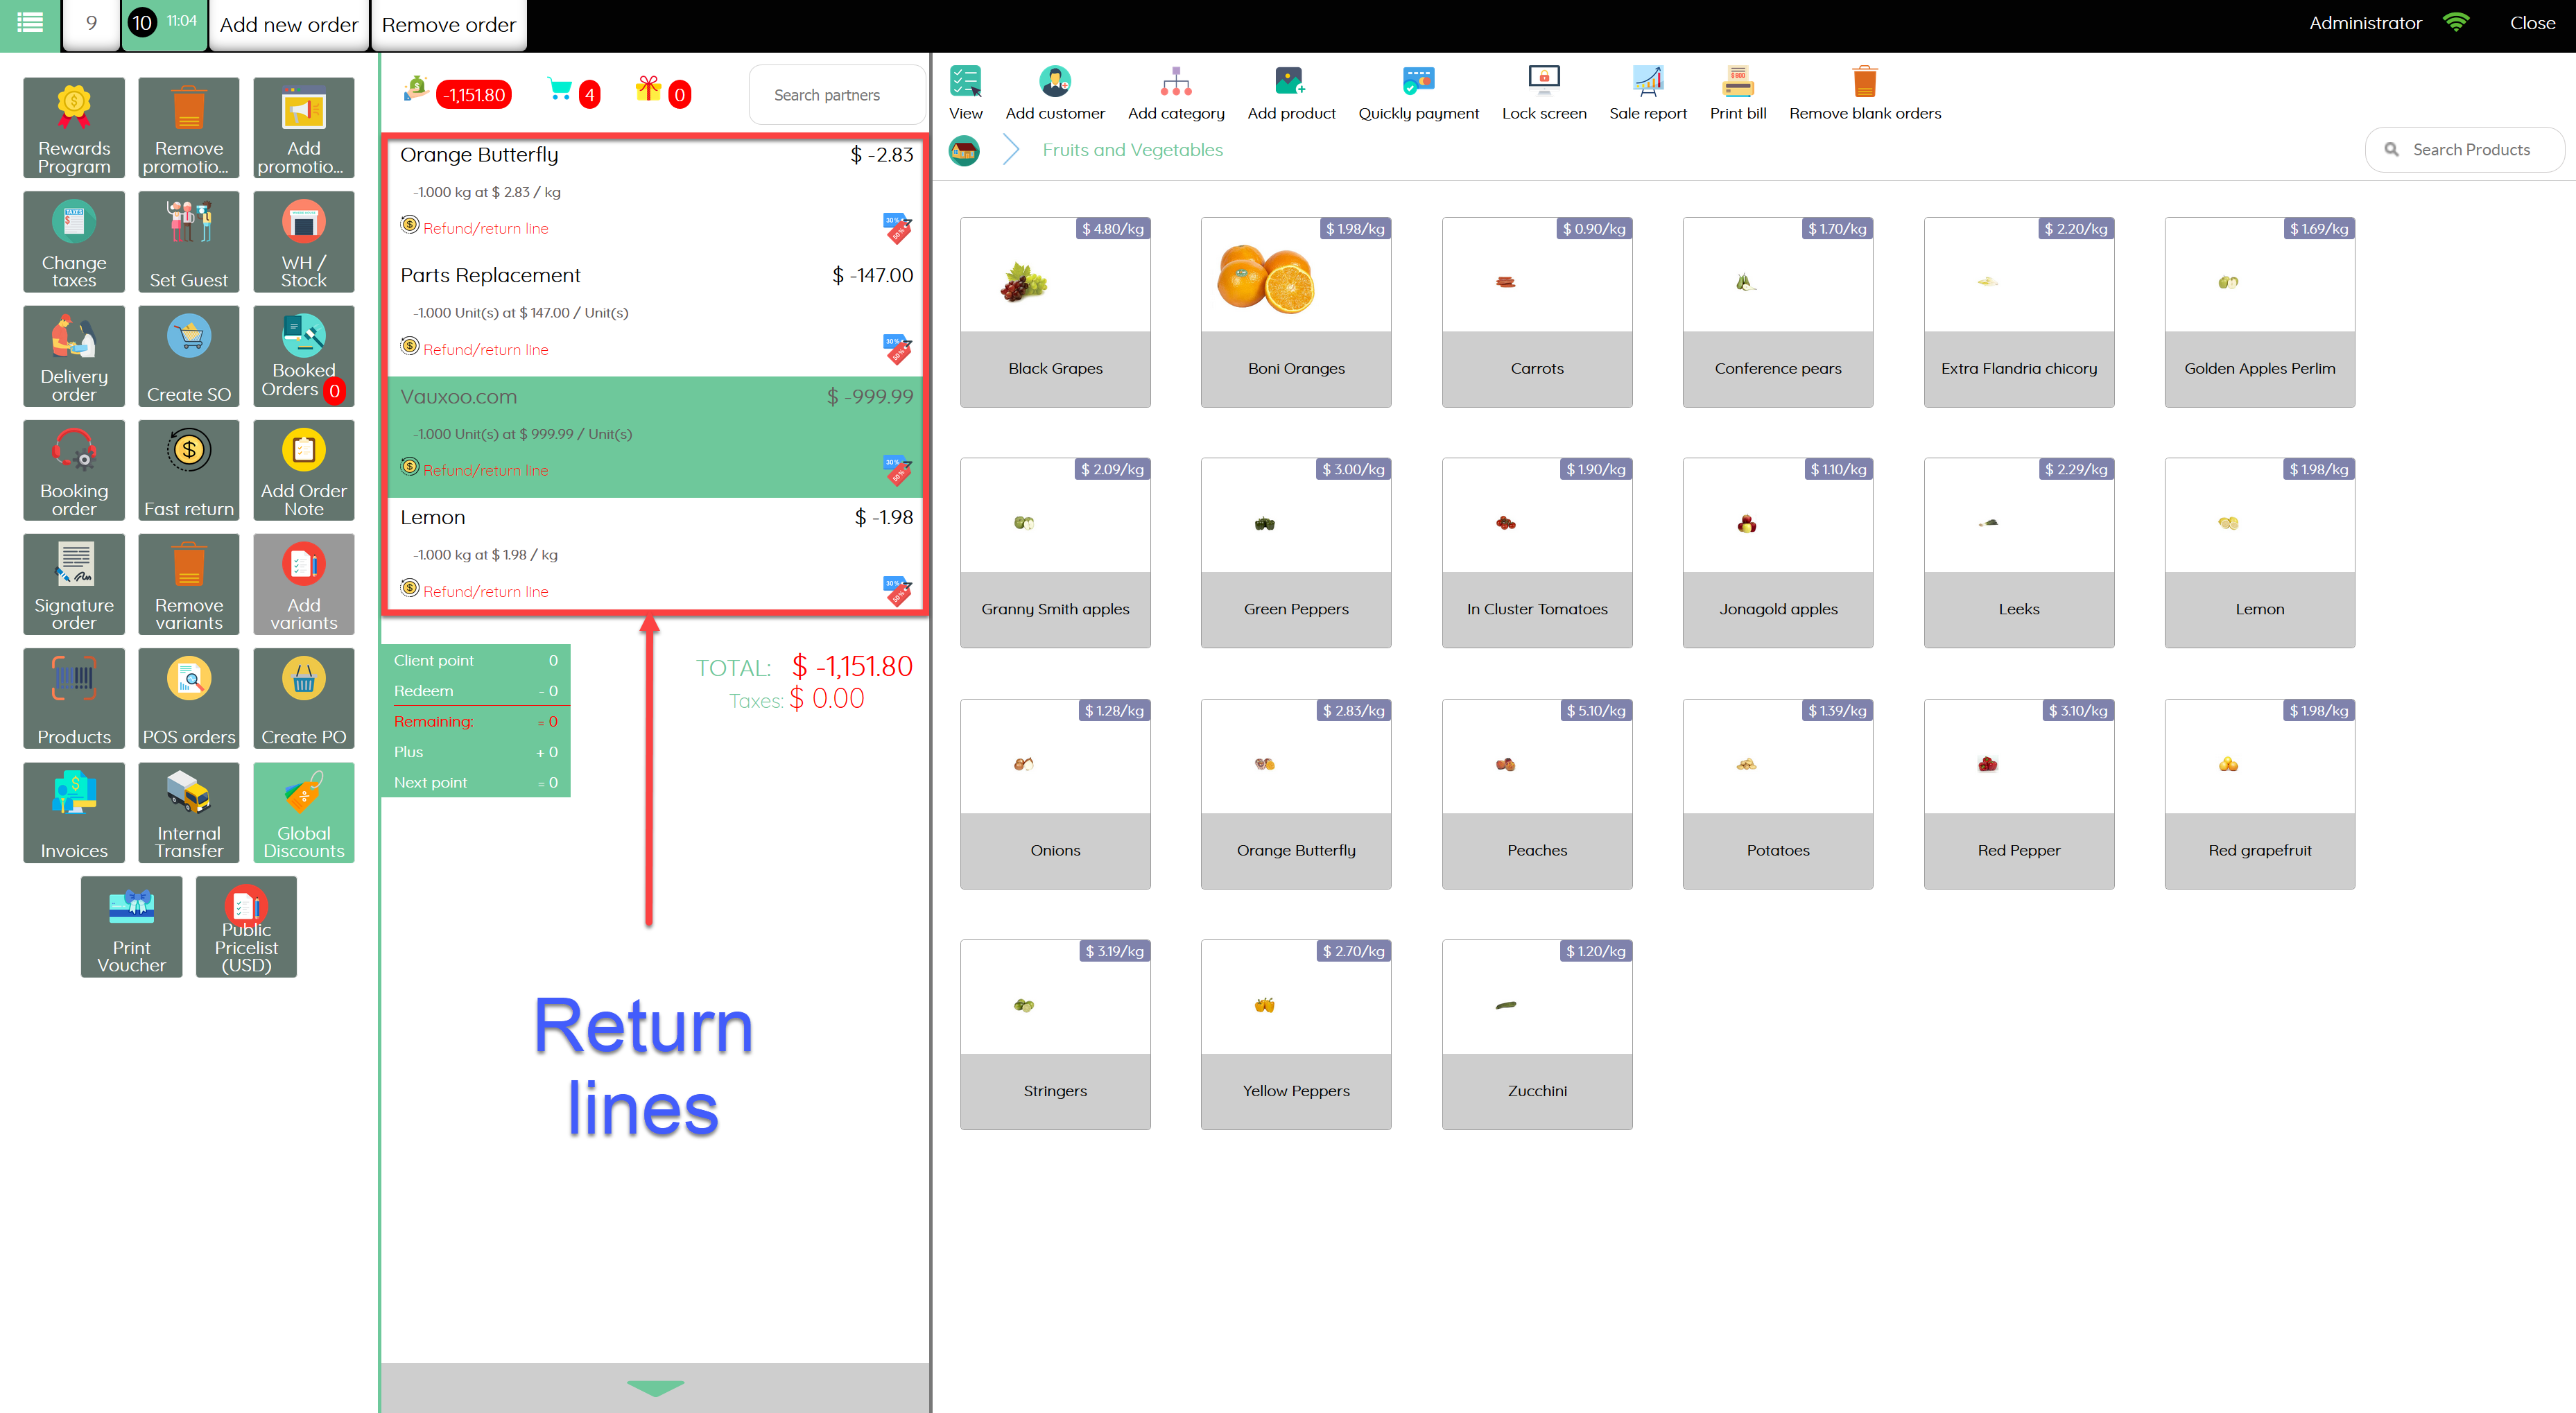 9
10 11:04
Add new order
Remove order
Administrator
Close
Rewards
Program
Remove
promotio...
Add
promotio...
Change
taxes
Set Guest
WH /
Stock
Delivery
order
Create SO
Booked
Orders 0
Booking
order
Fast return
Add Order
Note
Signature
order
Remove
variants
Add
variants
Products
POS orders
Create PO
Invoices
Internal
Transfer
Global
Discounts
Print
Voucher
Public
Pricelist
(USD)
-1,151.80
4
0
Search partners
Orange Butterfly $ -2.83
-1.000 kg at $ 2.83 / kg
Refund/return line
Parts Replacement $ -147.00
-1.000 Unit(s) at $ 147.00 / Unit(s)
Refund/return line
Vauxoo.com $ -999.99
-1.000 Unit(s) at $ 999.99 / Unit(s)
Refund/return line
Lemon $ -1.98
-1.000 kg at $ 1.98 / kg
Refund/return line
Client point 0
Redeem - 0
Remaining: = 0
Plus + 0
Next point = 0
TOTAL: $ -1,151.80
Taxes: $ 0.00
Return
lines
View
Add customer
Add category
Add product
Quickly payment
Lock screen
Sale report
Print bill
Remove blank orders
Fruits and Vegetables
Search Products
$ 4.80/kg
Black Grapes
$ 1.98/kg
Boni Oranges
$ 0.90/kg
Carrots
$ 1.70/kg
Conference pears
$ 2.20/kg
Extra Flandria chicory
$ 1.69/kg
Golden Apples Perlim
$ 2.09/kg
Granny Smith apples
$ 3.00/kg
Green Peppers
$ 1.90/kg
In Cluster Tomatoes
$ 1.10/kg
Jonagold apples
$ 2.29/kg
Leeks
$ 1.98/kg
Lemon
$ 1.28/kg
Onions
$ 2.83/kg
Orange Butterfly
$ 5.10/kg
Peaches
$ 1.39/kg
Potatoes
$ 3.10/kg
Red Pepper
$ 1.98/kg
Red grapefruit
$ 3.19/kg
Stringers
$ 2.70/kg
Yellow Peppers
$ 1.20/kg
Zucchini